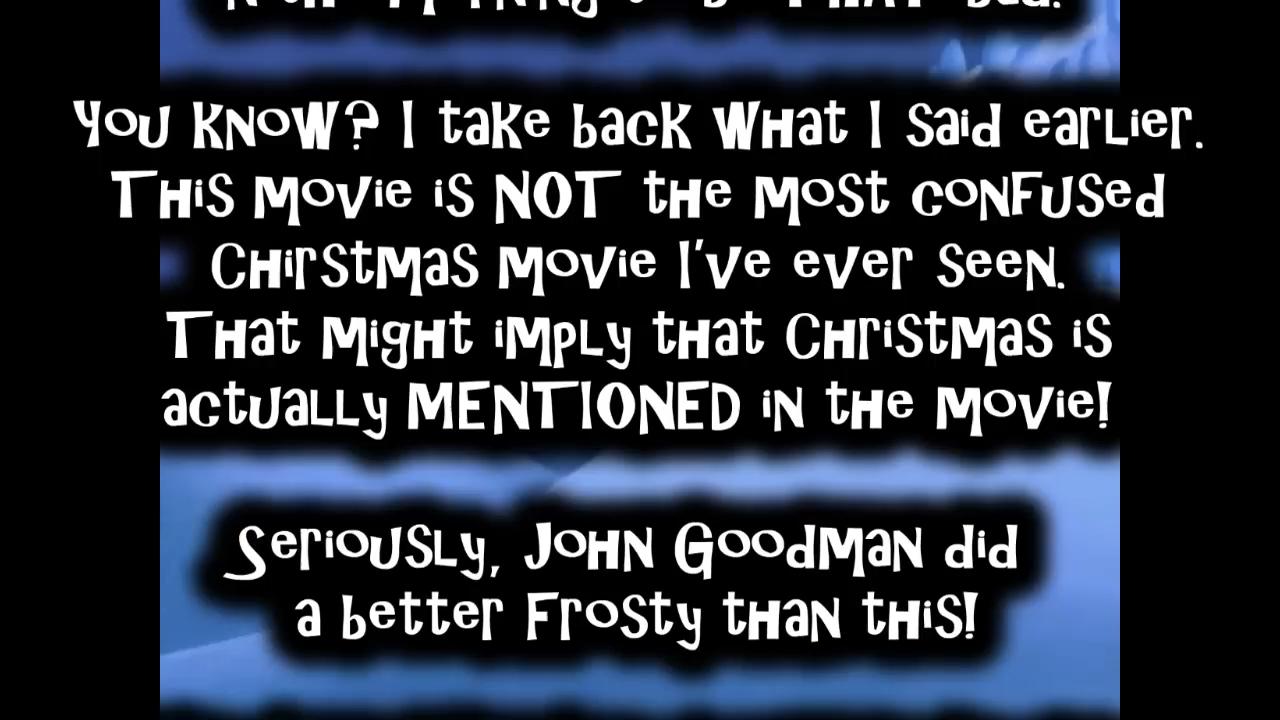 You know? I take back what I said earlier.
This movie is NOT the most confused
Chirstmas movie I've ever seen.
That might imply that Christmas is
actually MENTIONED in the movie!
Seriously, John Goodman did
a better Frosty than this!